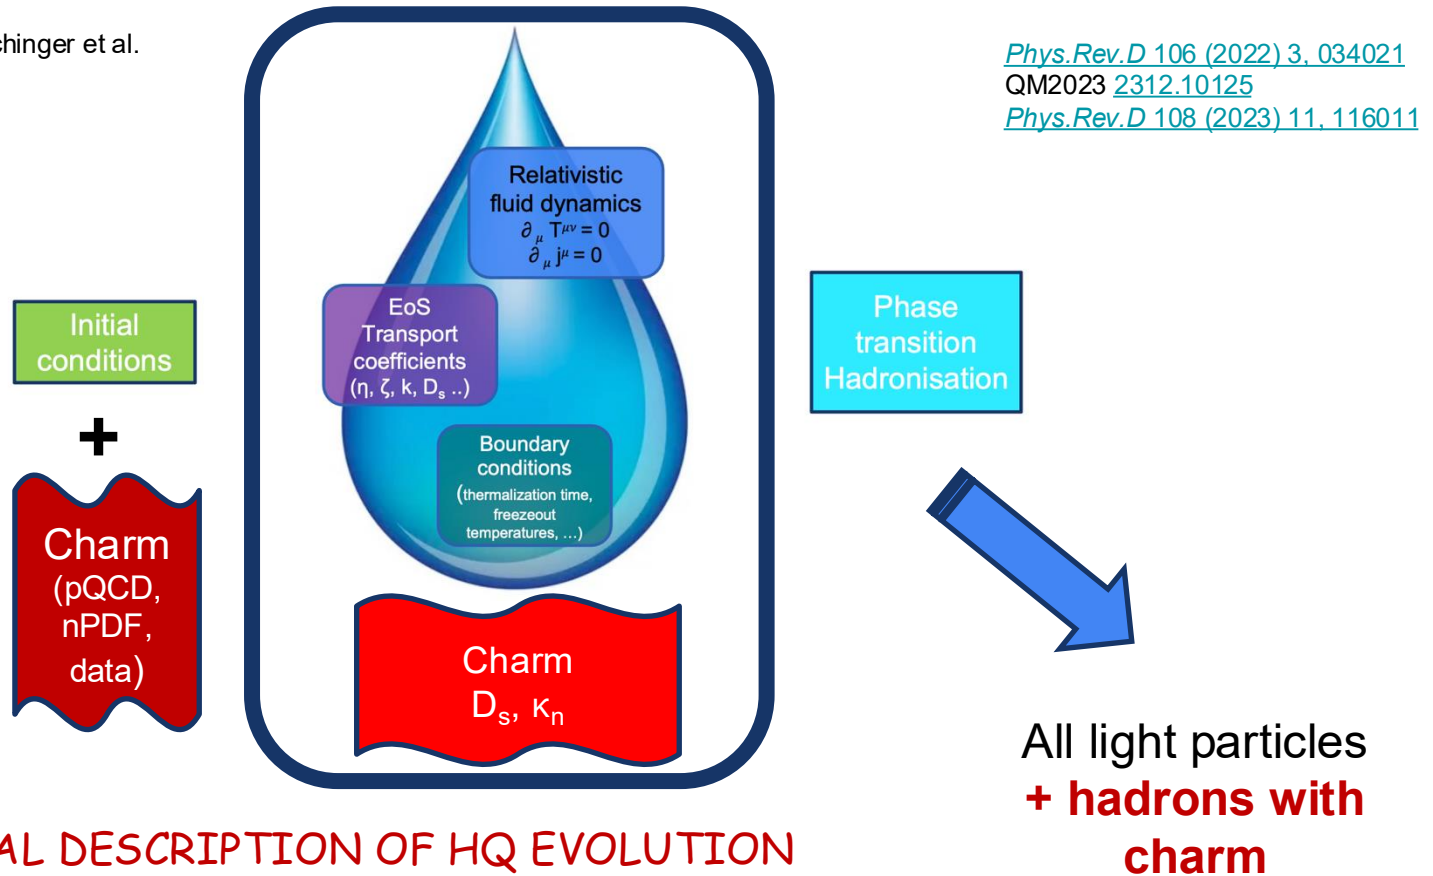 chinger et al.
Phys.Rev.D 106 (2022) 3, 034021
QM2023 2312.10125
Phys.Rev.D 108 (2023) 11, 116011
Relativistic
fluid dynamics
∂ μ T^μν = 0
∂ μ j^μ = 0
EoS
Transport
coefficients
(η, ζ, k, Ds ..)
Boundary
conditions
(thermalization time,
freezeout
temperatures, ...)
Initial
conditions
+
Charm
(pQCD,
nPDF,
data)
Charm
Ds, κn
Phase
transition
Hadronisation
All light particles
+ hadrons with
charm
AL DESCRIPTION OF HQ EVOLUTION